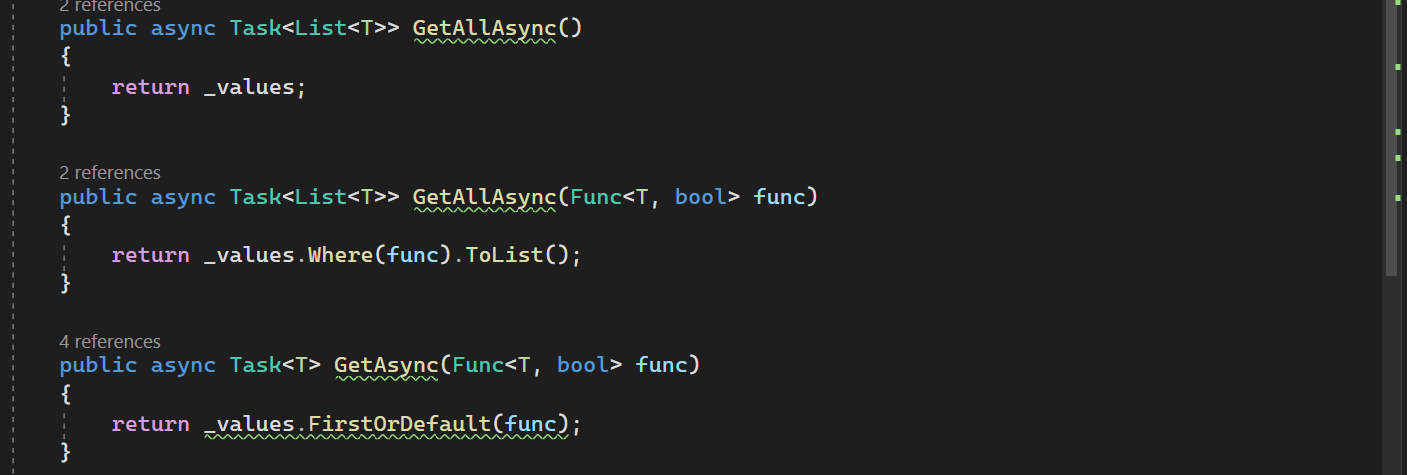 2 references
public async Task<List<T>> GetAllAsync()
{
return _values;
}
2 references
public async Task<List<T>> GetAllAsync(Func<T, bool> func)
{
return _values.Where(func).ToList();
}
4 references
public async Task<T> GetAsync(Func<T, bool> func)
{
return _values.FirstOrDefault(func);
}